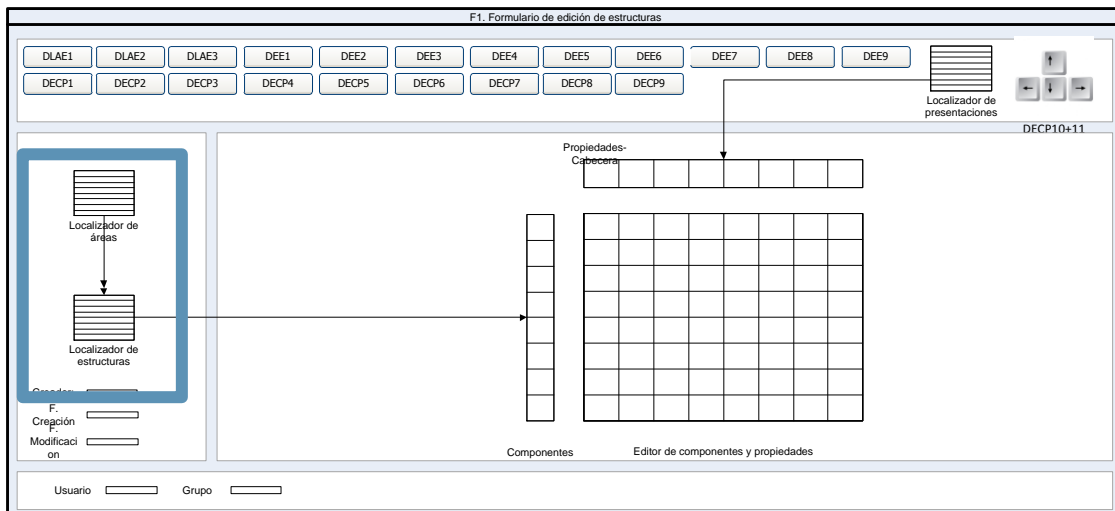 F1. Formulario de edición de estructuras
DLAE1 DLAE2 DLAE3 DEE1 DEE2 DEE3 DEE4 DEE5 DEE6 DEE7 DEE8 DEE9
DECP1 DECP2 DECP3 DECP4 DECP5 DECP6 DECP7 DECP8 DECP9
Localizador de
presentaciones
DECP10+11
Propiedades-
Cabecera
Localizador de
áreas
Localizador de
estructuras
F.
Creación
F.
Modificaci
on
Componentes
Editor de componentes y propiedades
Usuario
Grupo